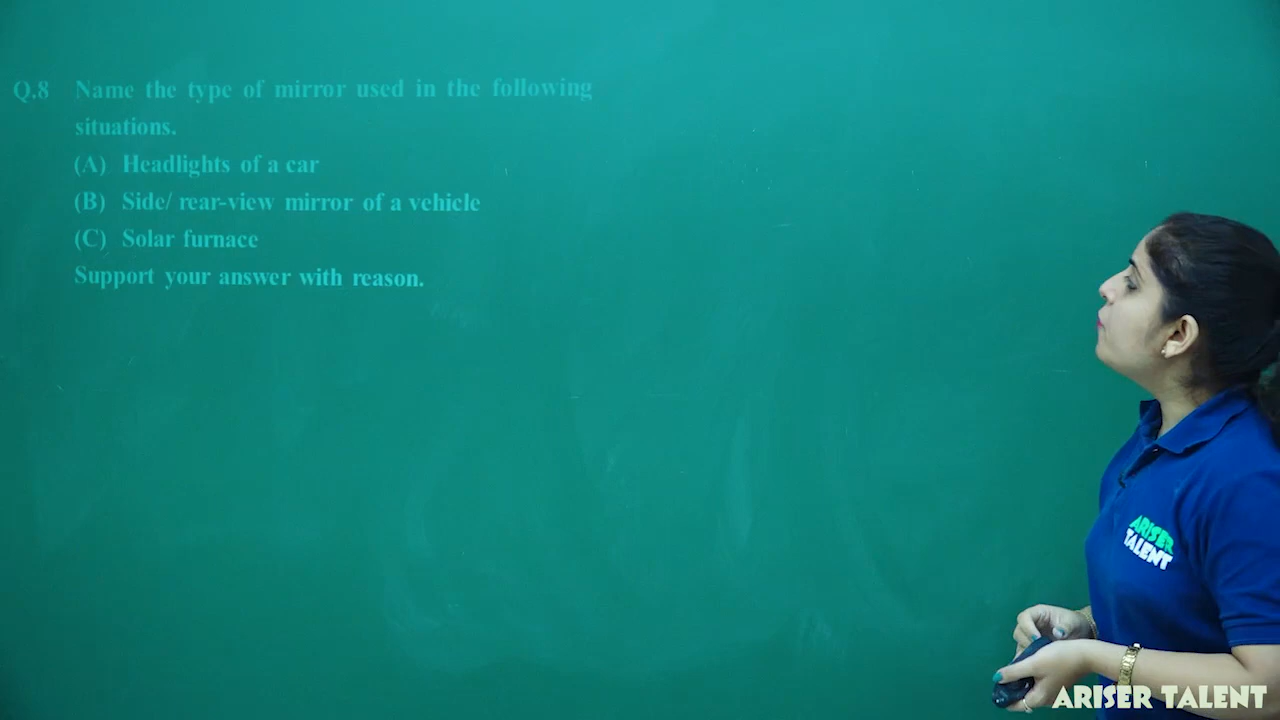 Q.8 Name the type of mirror used in the following
situations.
(A) Headlights of a car
(B) Side/ rear-view mirror of a vehicle
(C) Solar furnace
Support your answer with reason.
ARISER
TALENT
ARISER TALENT